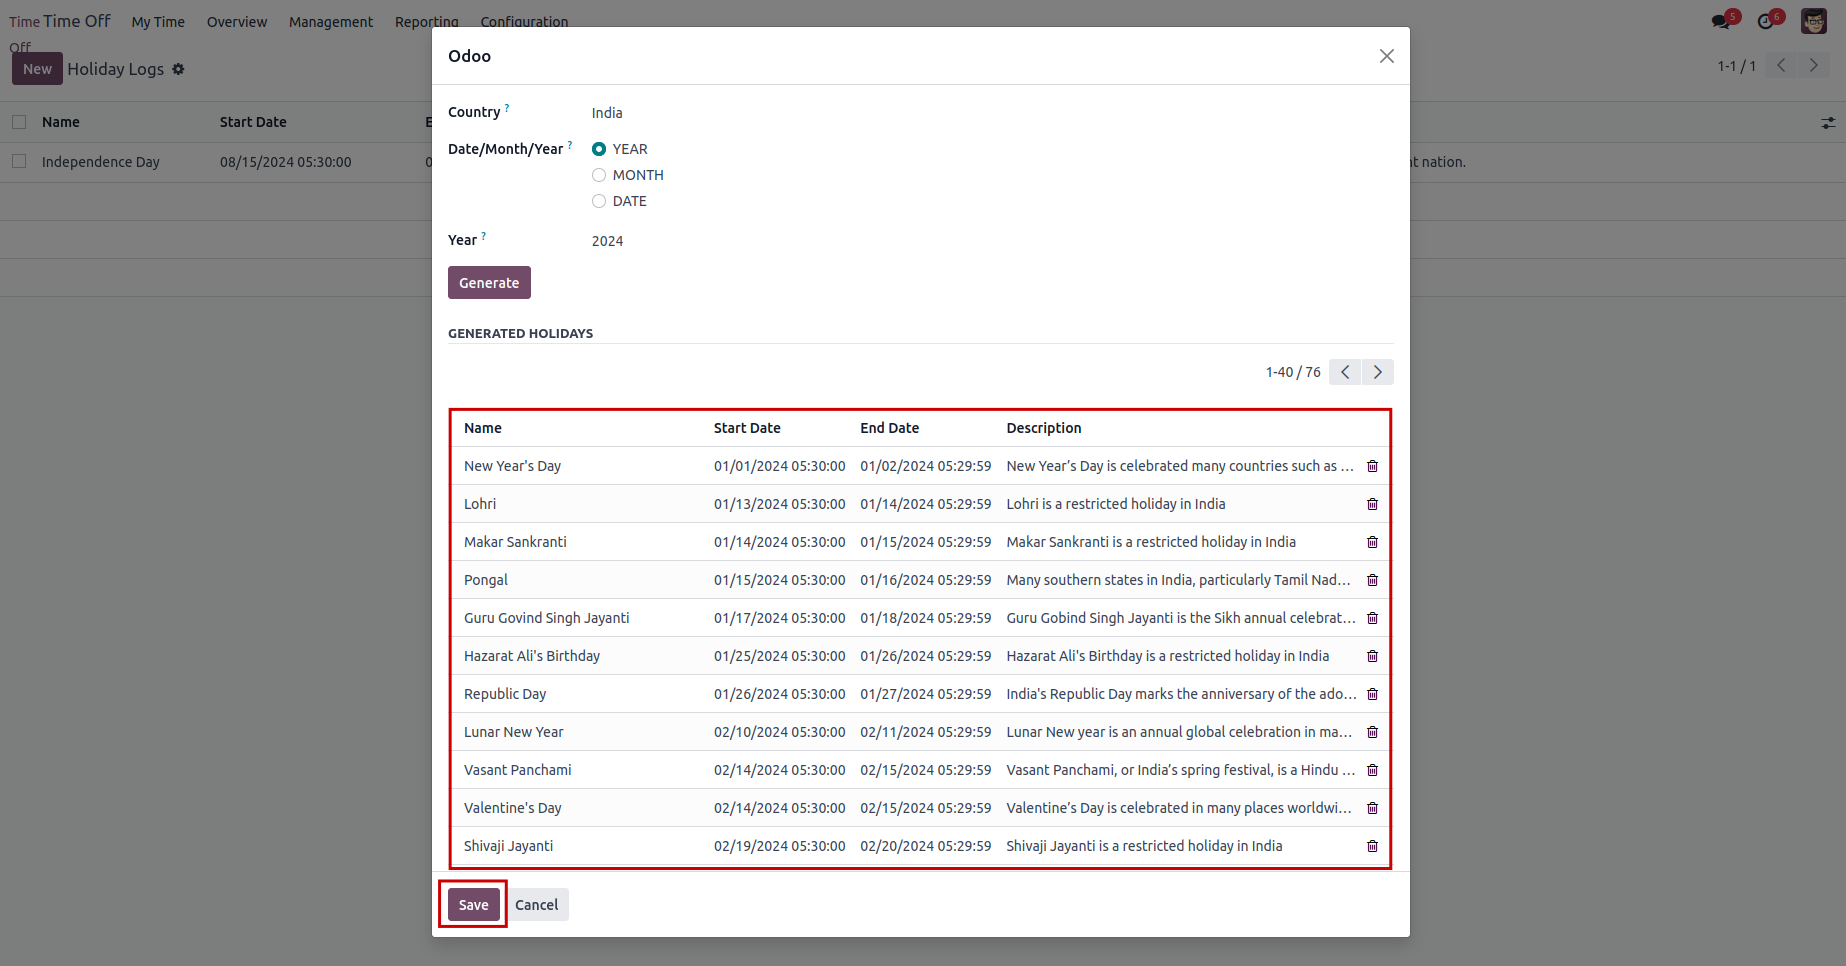 Time Off
Time Off My Time Overview Management Reporting Configuration 5 6
New Holiday Logs 1-1 / 1
Name Start Date E
Independence Day 08/15/2024 05:30:00 0 nt nation.
Odoo
Country ? India
Date/Month/Year ? YEAR
MONTH
DATE
Year ? 2024
Generate
GENERATED HOLIDAYS
1-40 / 76
Name Start Date End Date Description
New Year's Day 01/01/2024 05:30:00 01/02/2024 05:29:59 New Year’s Day is celebrated many countries such as ...
Lohri 01/13/2024 05:30:00 01/14/2024 05:29:59 Lohri is a restricted holiday in India
Makar Sankranti 01/14/2024 05:30:00 01/15/2024 05:29:59 Makar Sankranti is a restricted holiday in India
Pongal 01/15/2024 05:30:00 01/16/2024 05:29:59 Many southern states in India, particularly Tamil Nad...
Guru Govind Singh Jayanti 01/17/2024 05:30:00 01/18/2024 05:29:59 Guru Gobind Singh Jayanti is the Sikh annual celebrat...
Hazarat Ali's Birthday 01/25/2024 05:30:00 01/26/2024 05:29:59 Hazarat Ali's Birthday is a restricted holiday in India
Republic Day 01/26/2024 05:30:00 01/27/2024 05:29:59 India's Republic Day marks the anniversary of the ado...
Lunar New Year 02/10/2024 05:30:00 02/11/2024 05:29:59 Lunar New year is an annual global celebration in ma...
Vasant Panchami 02/14/2024 05:30:00 02/15/2024 05:29:59 Vasant Panchami, or India’s spring festival, is a Hindu ...
Valentine's Day 02/14/2024 05:30:00 02/15/2024 05:29:59 Valentine’s Day is celebrated in many places worldwi...
Shivaji Jayanti 02/19/2024 05:30:00 02/20/2024 05:29:59 Shivaji Jayanti is a restricted holiday in India
Save Cancel